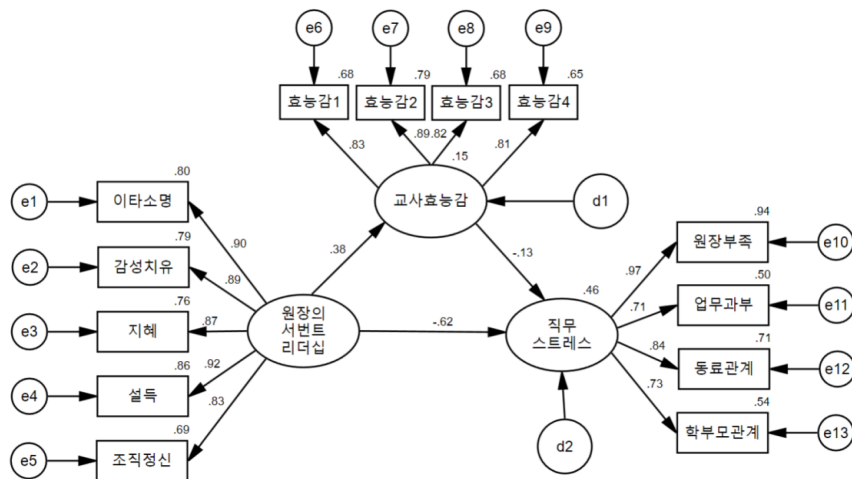 e6
e7
e8
e9
.68
.79
.68
.65
효능감1
효능감2
효능감3
효능감4
.83
.89
.82
.81
.15
교사효능감
d1
.80
e1
이타소명
.90
.79
e2
감성치유
.89
.76
e3
지혜
.87
.86
e4
설득
.92
.69
e5
조직정신
.83
원장의
서번트
리더십
.38
-.13
-.62
.46
직무
스트레스
d2
.94
원장부족
e10
.97
.50
업무과부
e11
.71
.71
동료관계
e12
.84
.54
학부모관계
e13
.73